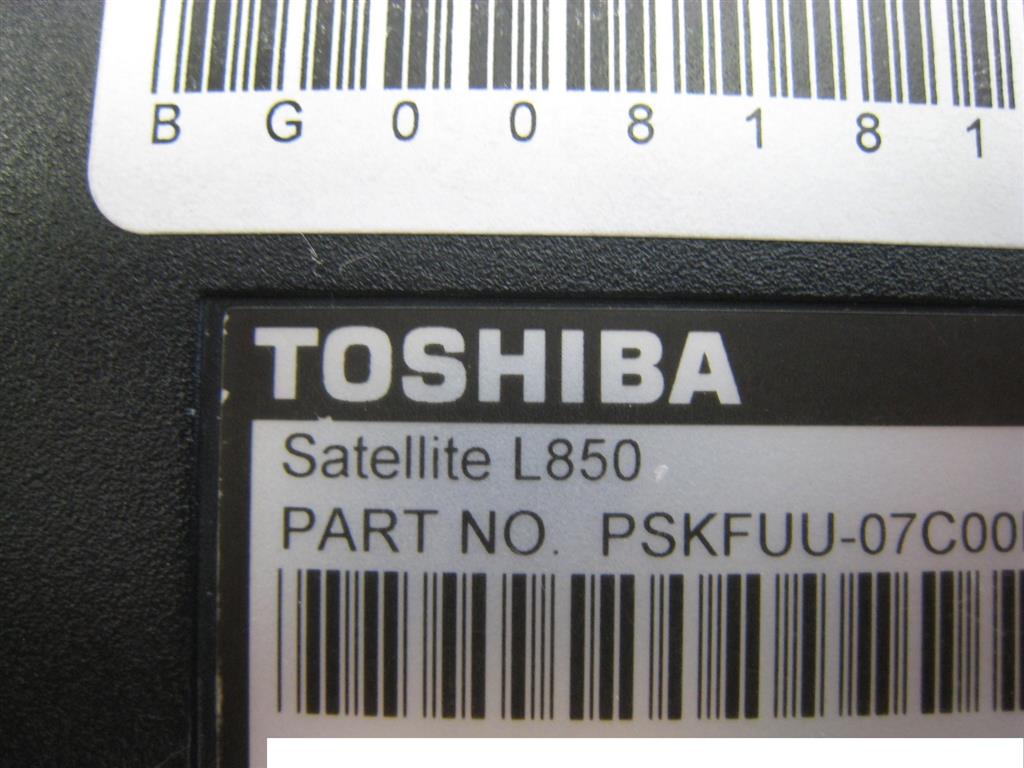 BG008181
TOSHIBA
Satellite L850
PART NO. PSKFUU-07C00